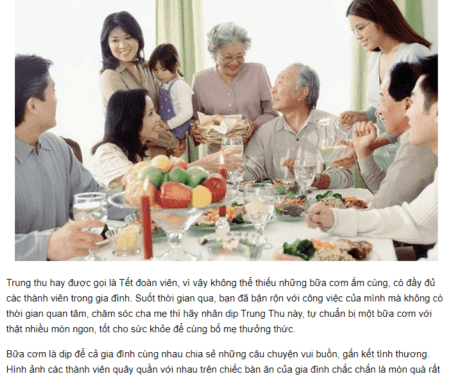 Trung thu hay được gọi là Tết đoàn viên, vì vậy không thể thiếu những bữa cơm ấm cúng, có đầy đủ
các thành viên trong gia đình. Suốt thời gian qua, bạn đã bận rộn với công việc của mình mà không có
thời gian quan tâm, chăm sóc cha mẹ thì hãy nhân dịp Trung Thu này, tự chuẩn bị một bữa cơm với
thật nhiều món ngon, tốt cho sức khỏe để cùng bố mẹ thưởng thức.
Bữa cơm là dịp để cả gia đình cùng nhau chia sẻ những câu chuyện vui buồn, gắn kết tình thương.
Hình ảnh các thành viên quây quần với nhau trên chiếc bàn ăn của gia đình chắc chắn là món quà rất